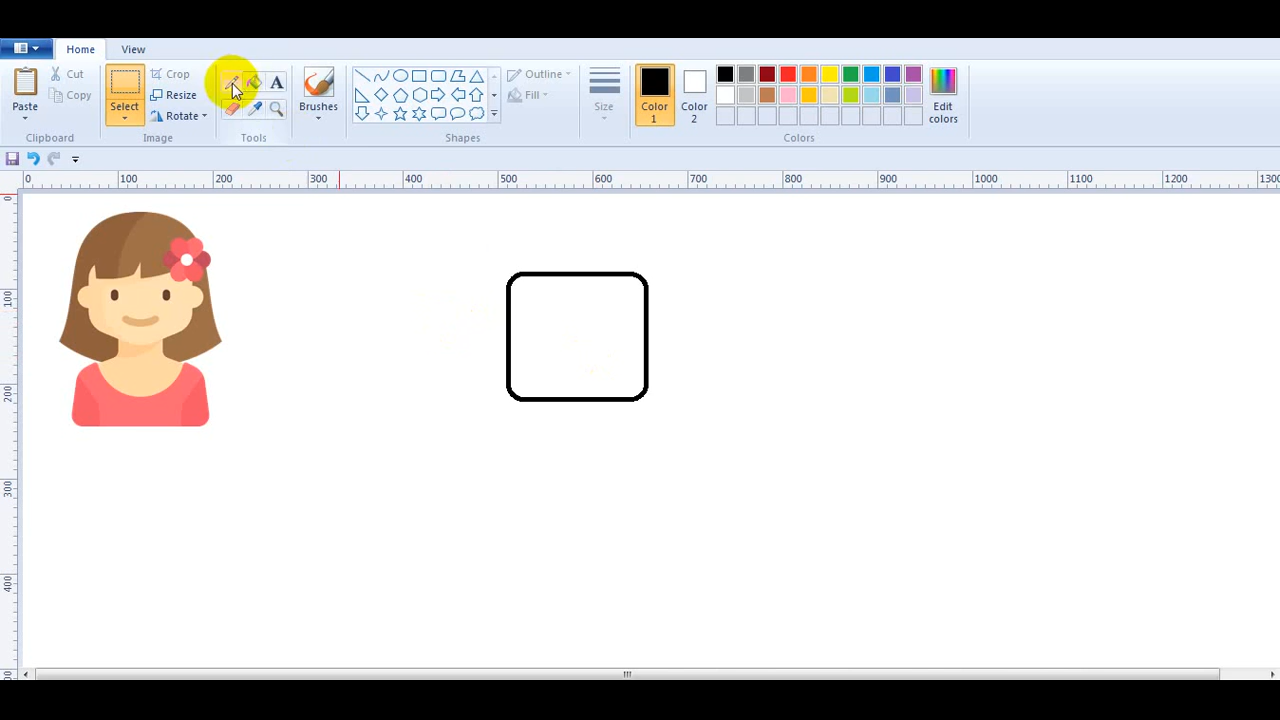 Home View
Paste
Cut
Copy
Clipboard
Select
Crop
Resize
Rotate
Image
A
Tools
Brushes
Shapes
Outline
Fill
Size
Color
1
Color
2
Edit
colors
Colors
0 100 200 300 400 500 600 700 800 900 1000 1100 1200 1300
0
100
200
300
400